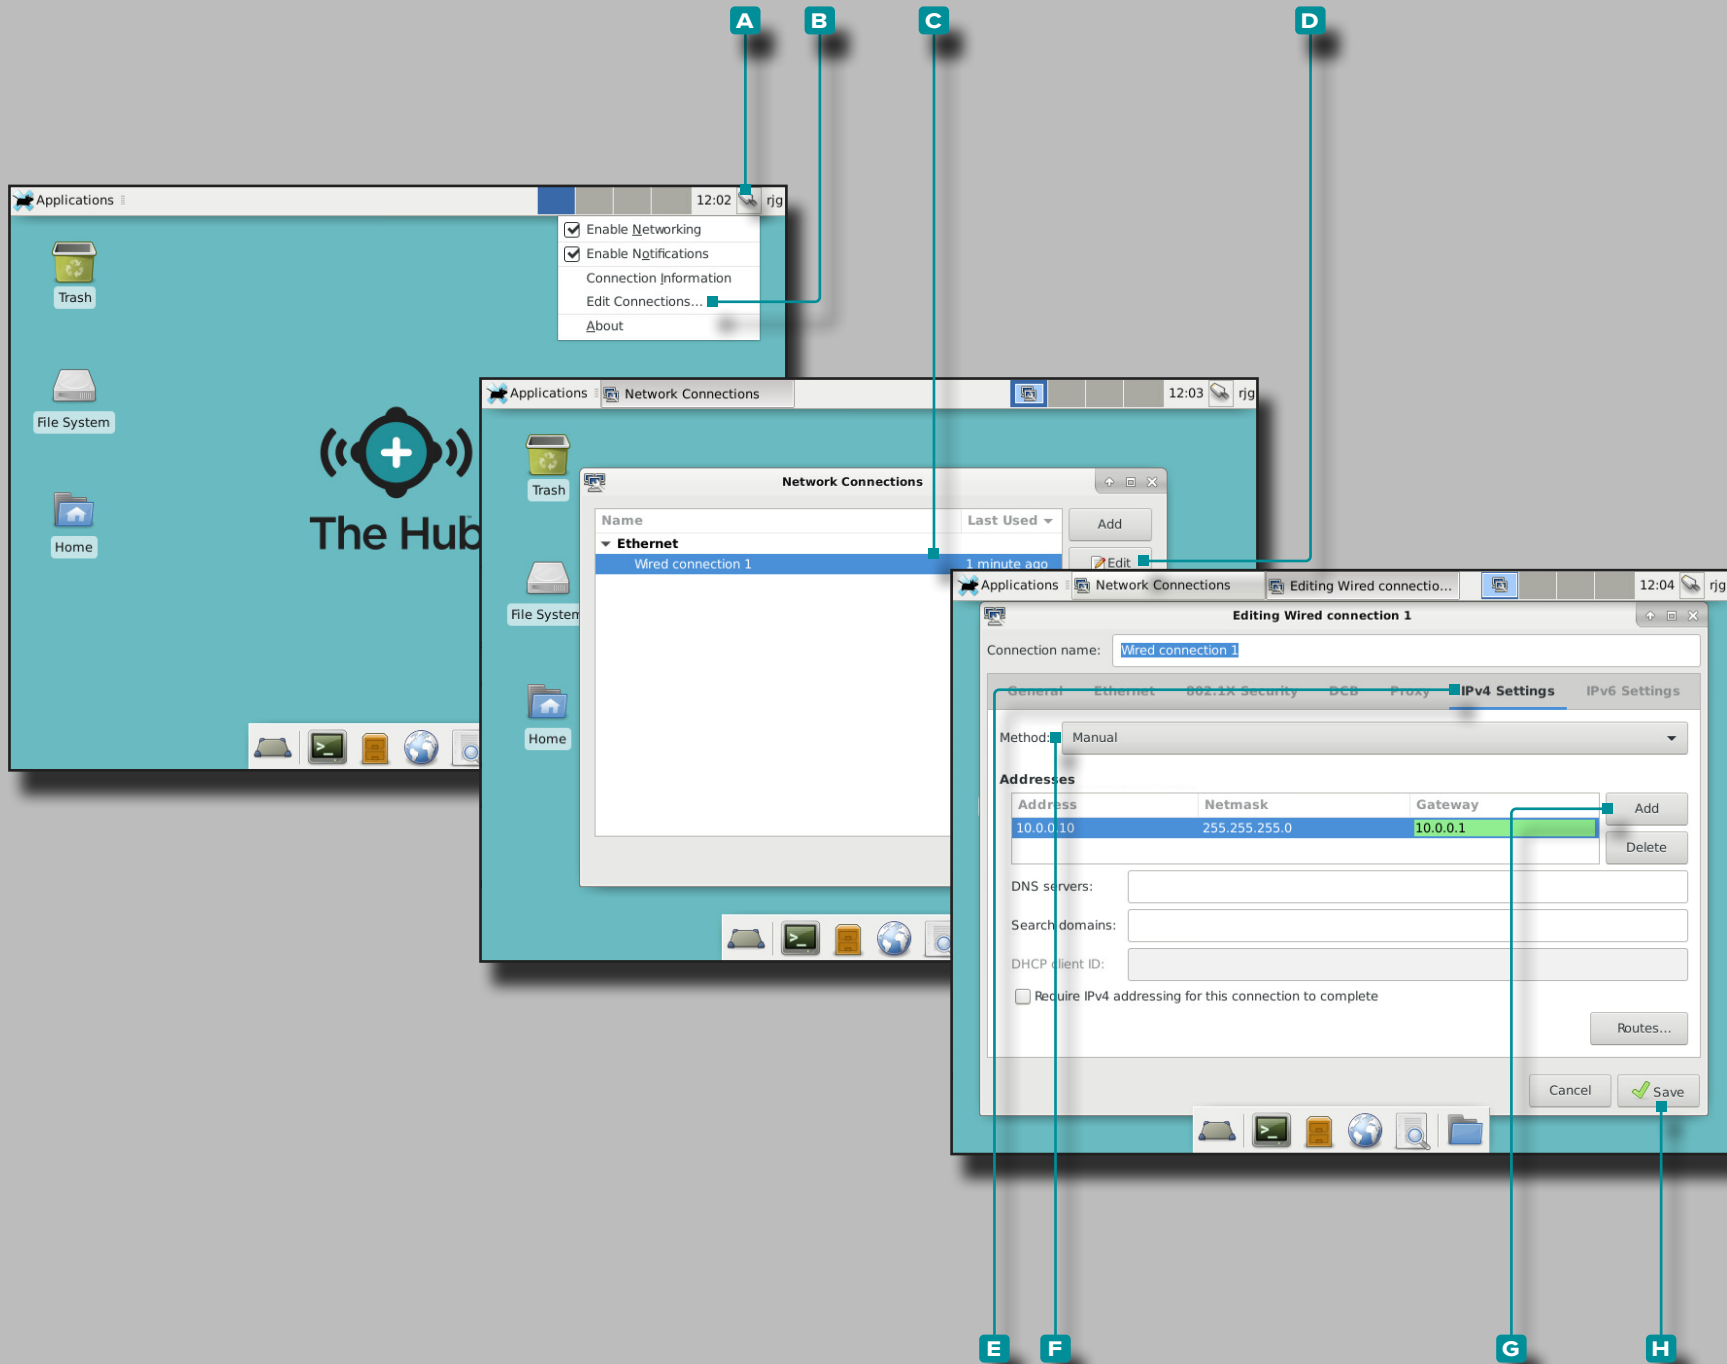 A B C D
Applications 12:02 rjg
Enable Networking
Enable Notifications
Connection Information
Edit Connections...
About
Trash
File System
Home
The Hub
Applications Network Connections 12:03 rjg
Trash
File System
Home
Network Connections
Name Last Used
Add
Ethernet
Wired connection 1 1 minute ago
Edit
Applications Network Connections Editing Wired connectio... 12:04 rjg
Editing Wired connection 1
Connection name: Wired connection 1
General Ethernet 802.1X Security DCB Proxy IPv4 Settings IPv6 Settings
Method: Manual
Addresses
Address Netmask Gateway
Add
10.0.0.10 255.255.255.0 10.0.0.1
Delete
DNS servers:
Search domains:
DHCP client ID:
Require IPv4 addressing for this connection to complete
Routes...
Cancel Save
E F G H